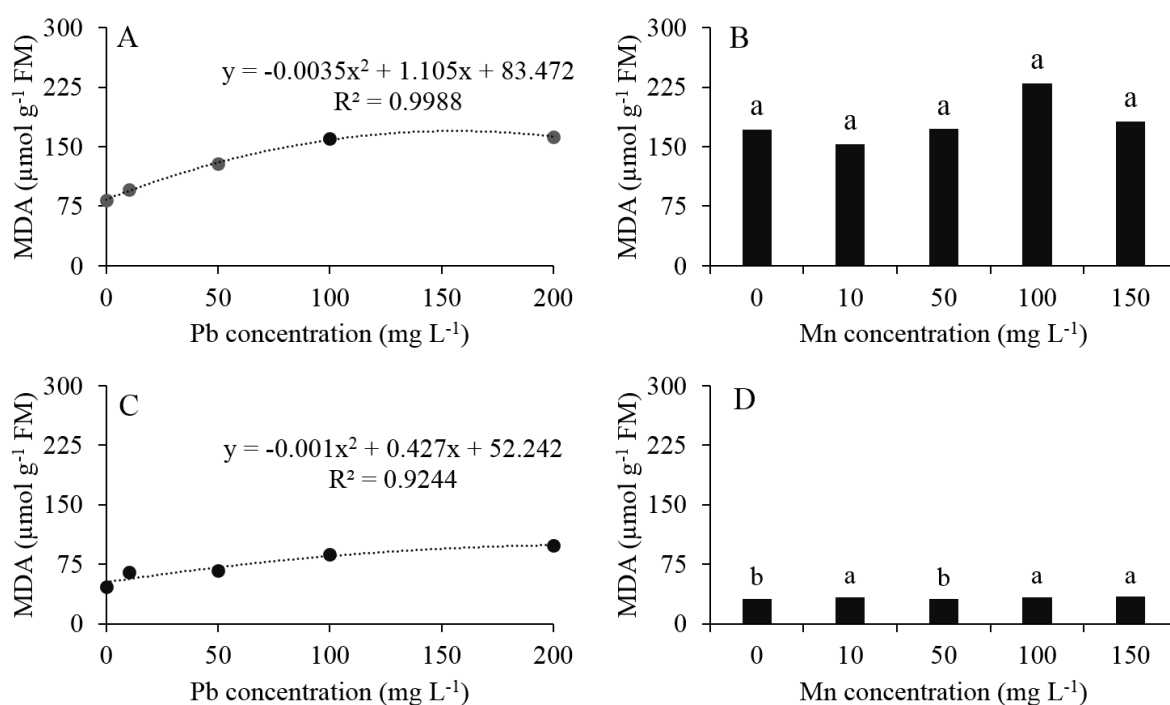 A
MDA (µmol g⁻¹ FM)
300
225
150
75
0
y = -0.0035x² + 1.105x + 83.472
R² = 0.9988
0 50 100 150 200
Pb concentration (mg L⁻¹)
B
MDA (µmol g⁻¹ FM)
300
225
150
75
0
a a a a a
0 10 50 100 150
Mn concentration (mg L⁻¹)
C
MDA (µmol g⁻¹ FM)
300
225
150
75
0
y = -0.001x² + 0.427x + 52.242
R² = 0.9244
0 50 100 150 200
Pb concentration (mg L⁻¹)
D
MDA (µmol g⁻¹ FM)
300
225
150
75
0
b a b a a
0 10 50 100 150
Mn concentration (mg L⁻¹)